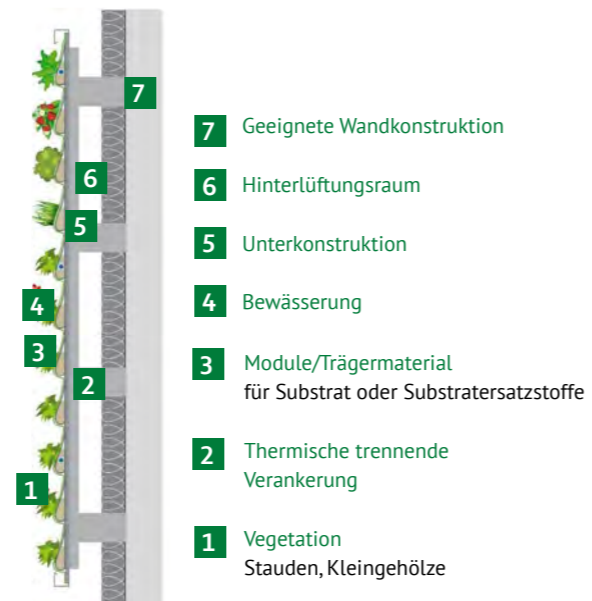 7
6
5
4
3
2
1
7 Geeignete Wandkonstruktion
6 Hinterlüftungsraum
5 Unterkonstruktion
4 Bewässerung
3 Module/Trägermaterial
für Substrat oder Substratersatzstoffe
2 Thermische trennende
Verankerung
1 Vegetation
Stauden, Kleingehölze